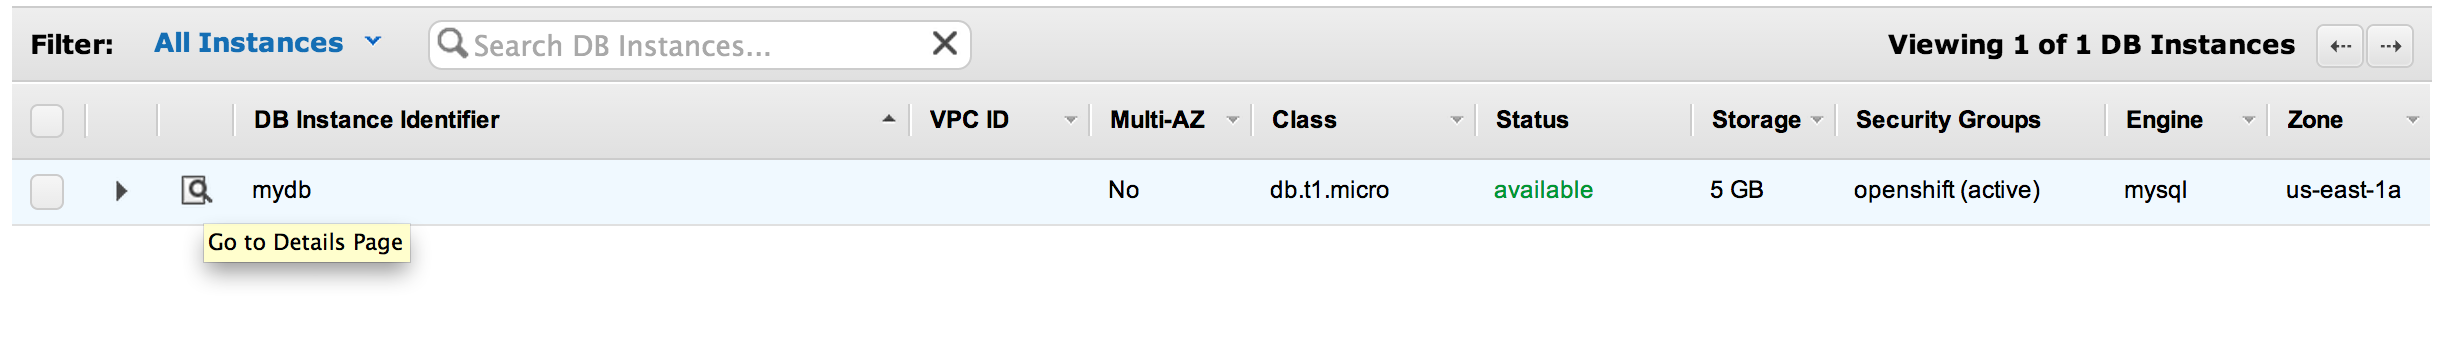 Filter: All Instances Search DB Instances... Viewing 1 of 1 DB Instances
DB Instance Identifier VPC ID Multi-AZ Class Status Storage Security Groups Engine Zone
mydb No db.t1.micro available 5 GB openshift (active) mysql us-east-1a
Go to Details Page